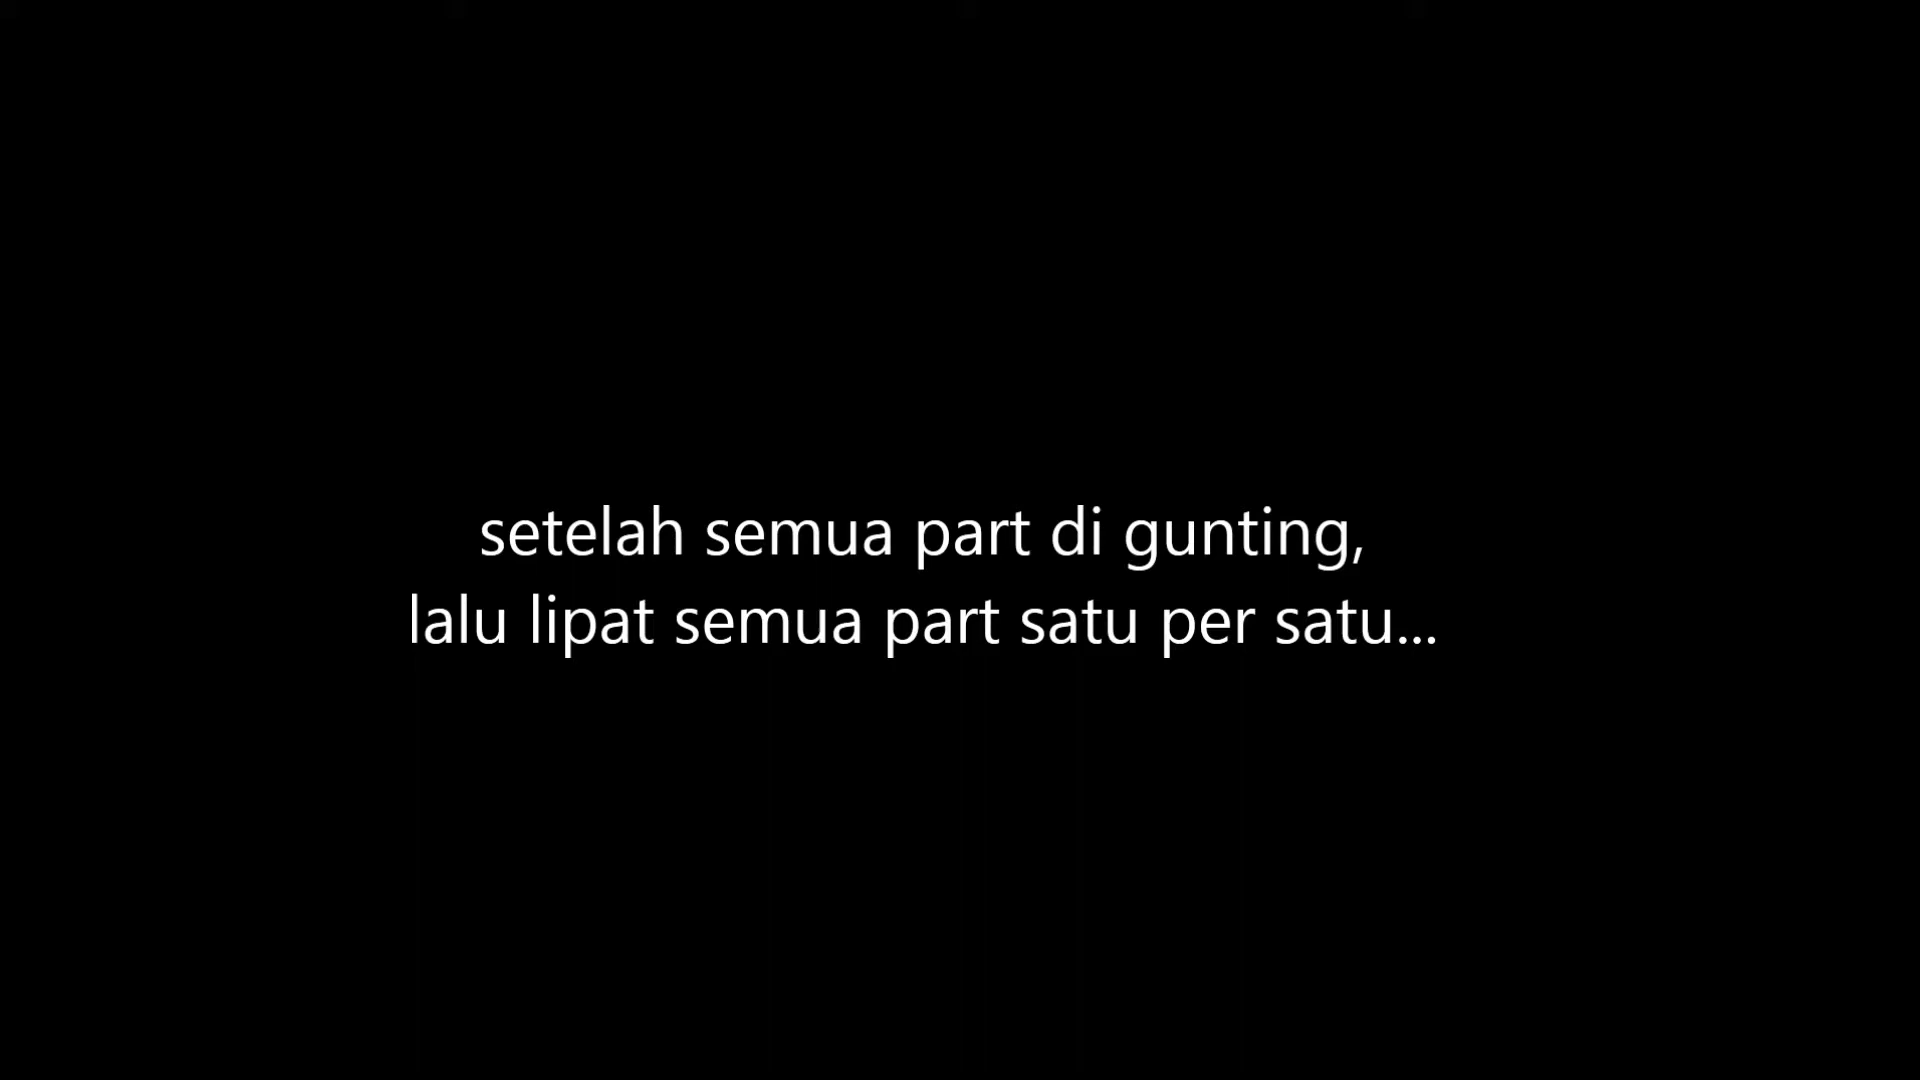 setelah semua part di gunting,
lalu lipat semua part satu per satu...